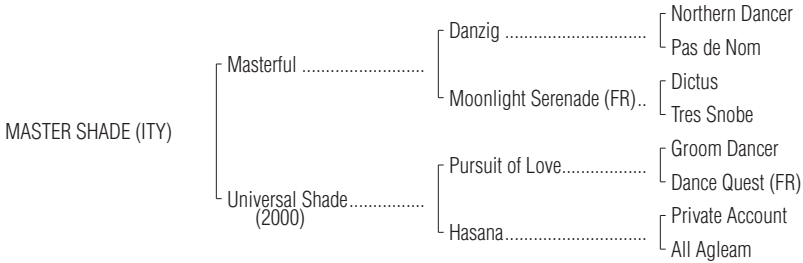 Northern Dancer
Danzig ................................
Pas de Nom
Masterful .........................
Dictus
Moonlight Serenade (FR)..
Tres Snobe
MASTER SHADE (ITY)
Groom Dancer
Pursuit of Love...................
Dance Quest (FR)
Universal Shade................
(2000)
Private Account
Hasana................................
All Agleam